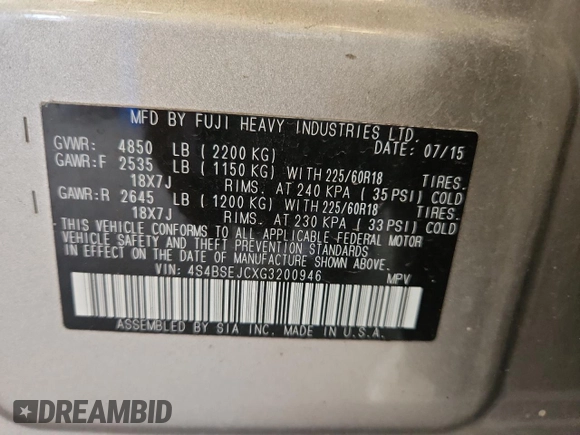 MFD BY FUJI HEAVY INDUSTRIES LTD.
GVWR: 4850 LB ( 2200 KG) DATE: 07/15
GAWR:F 2535 LB ( 1150 KG) WITH 225/60R18 TIRES.
18X7J RIMS. AT 240 KPA ( 35 PSI) COLD
GAWR:R 2645 LB ( 1200 KG) WITH 225/60R18 TIRES.
18X7J RIMS. AT 230 KPA ( 33 PSI) COLD
THIS VEHICLE CONFORMS TO ALL APPLICABLE FEDERAL MOTOR
VEHICLE SAFETY AND THEFT PREVENTION STANDARDS
IN EFFECT ON THE DATE OF MANUFACTURE SHOWN ABOVE.
VIN: 4S4BSEJCXG3200946 MPV
ASSEMBLED BY SIA INC. MADE IN U.S.A.
DREAMBID